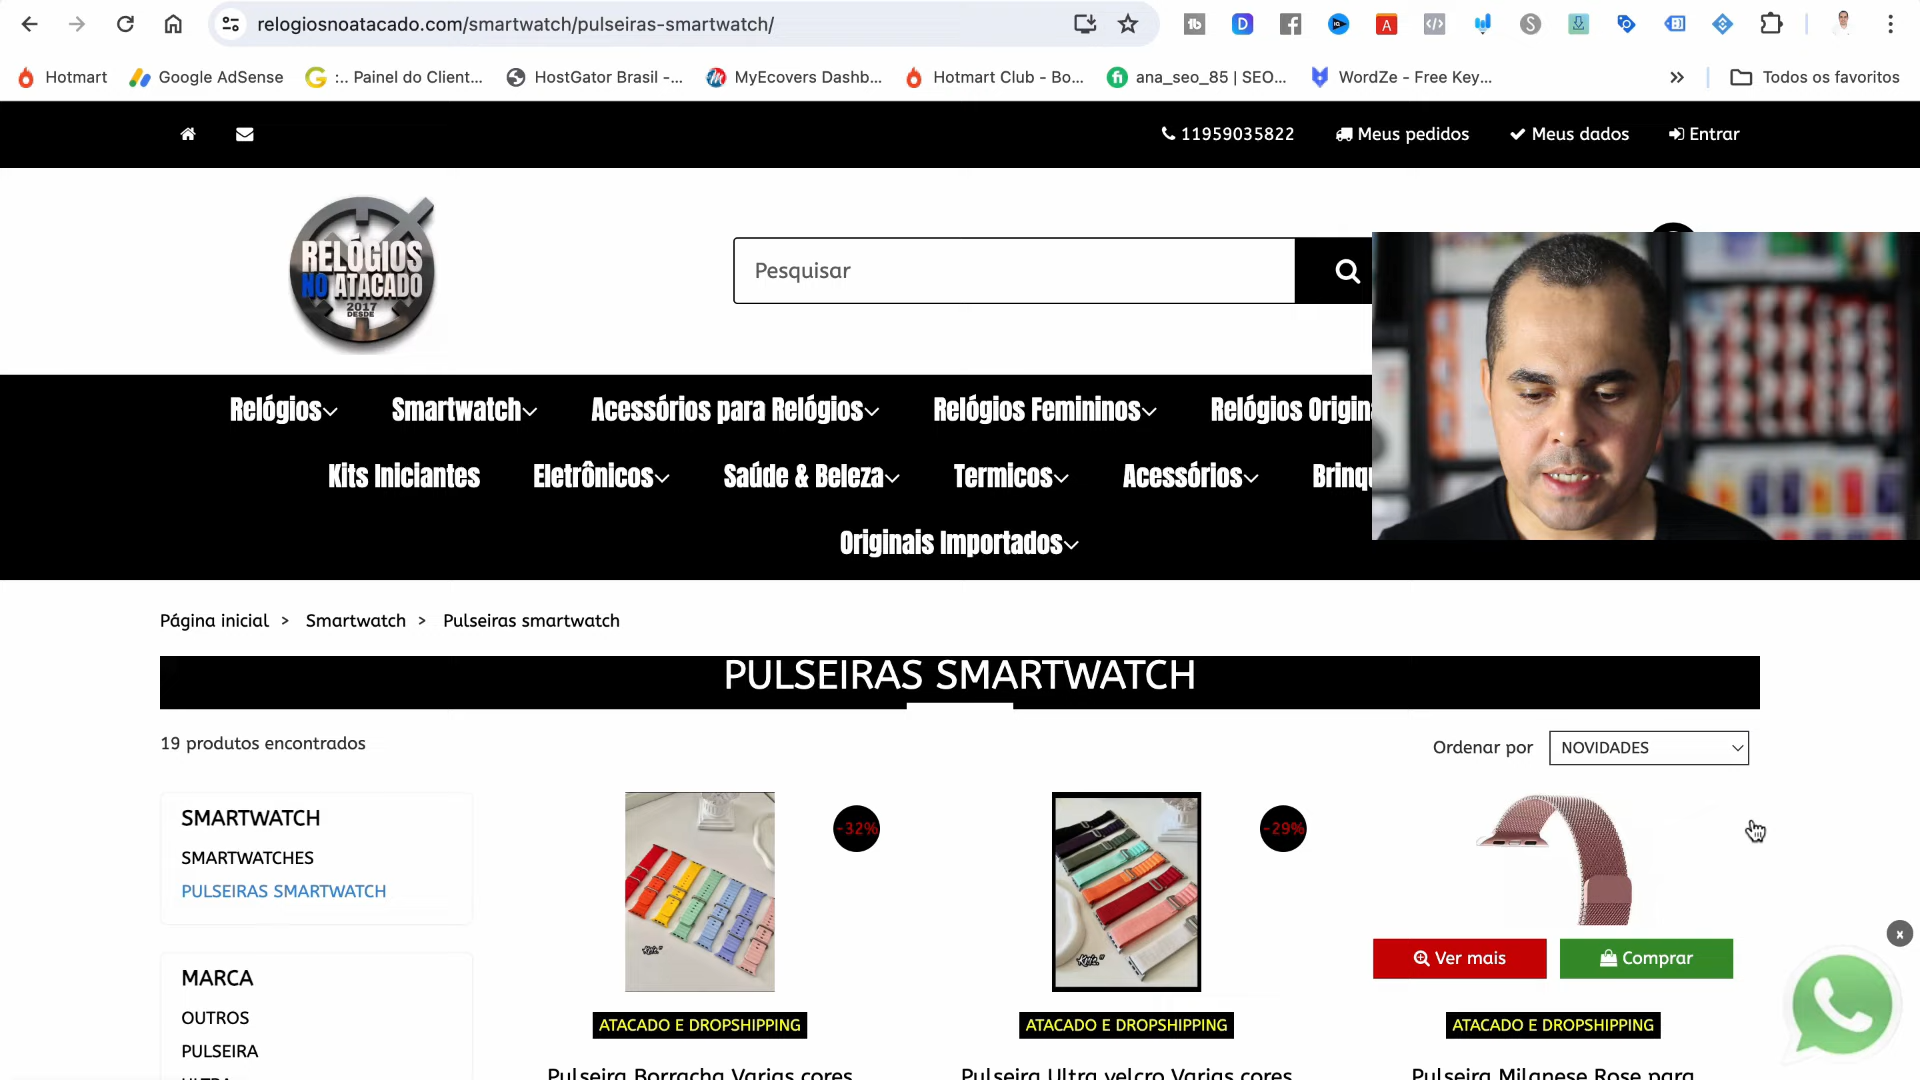 relogiosnoatacado.com/smartwatch/pulseiras-smartwatch/
Hotmart
Google AdSense
:.. Painel do Client...
HostGator Brasil -...
MyEcovers Dashb...
Hotmart Club - Bo...
ana_seo_85 | SEO...
WordZe - Free Key...
Todos os favoritos
11959035822
Meus pedidos
Meus dados
Entrar
RELÓGIOS
NO ATACADO
2017
DESDE
Pesquisar
Relógios
Smartwatch
Acessórios para Relógios
Relógios Femininos
Relógios Origin
Kits Iniciantes
Eletrônicos
Saúde & Beleza
Termicos
Acessórios
Brinq
Originais Importados
Página inicial > Smartwatch > Pulseiras smartwatch
PULSEIRAS SMARTWATCH
19 produtos encontrados
Ordenar por
NOVIDADES
SMARTWATCH
SMARTWATCHES
PULSEIRAS SMARTWATCH
MARCA
OUTROS
PULSEIRA
ULTRA
-32%
-29%
Ver mais
Comprar
ATACADO E DROPSHIPPING
ATACADO E DROPSHIPPING
ATACADO E DROPSHIPPING
Pulseira Borracha Varias cores
Pulseira Ultra velcro Varias cores
Pulseira Milanese Rose para